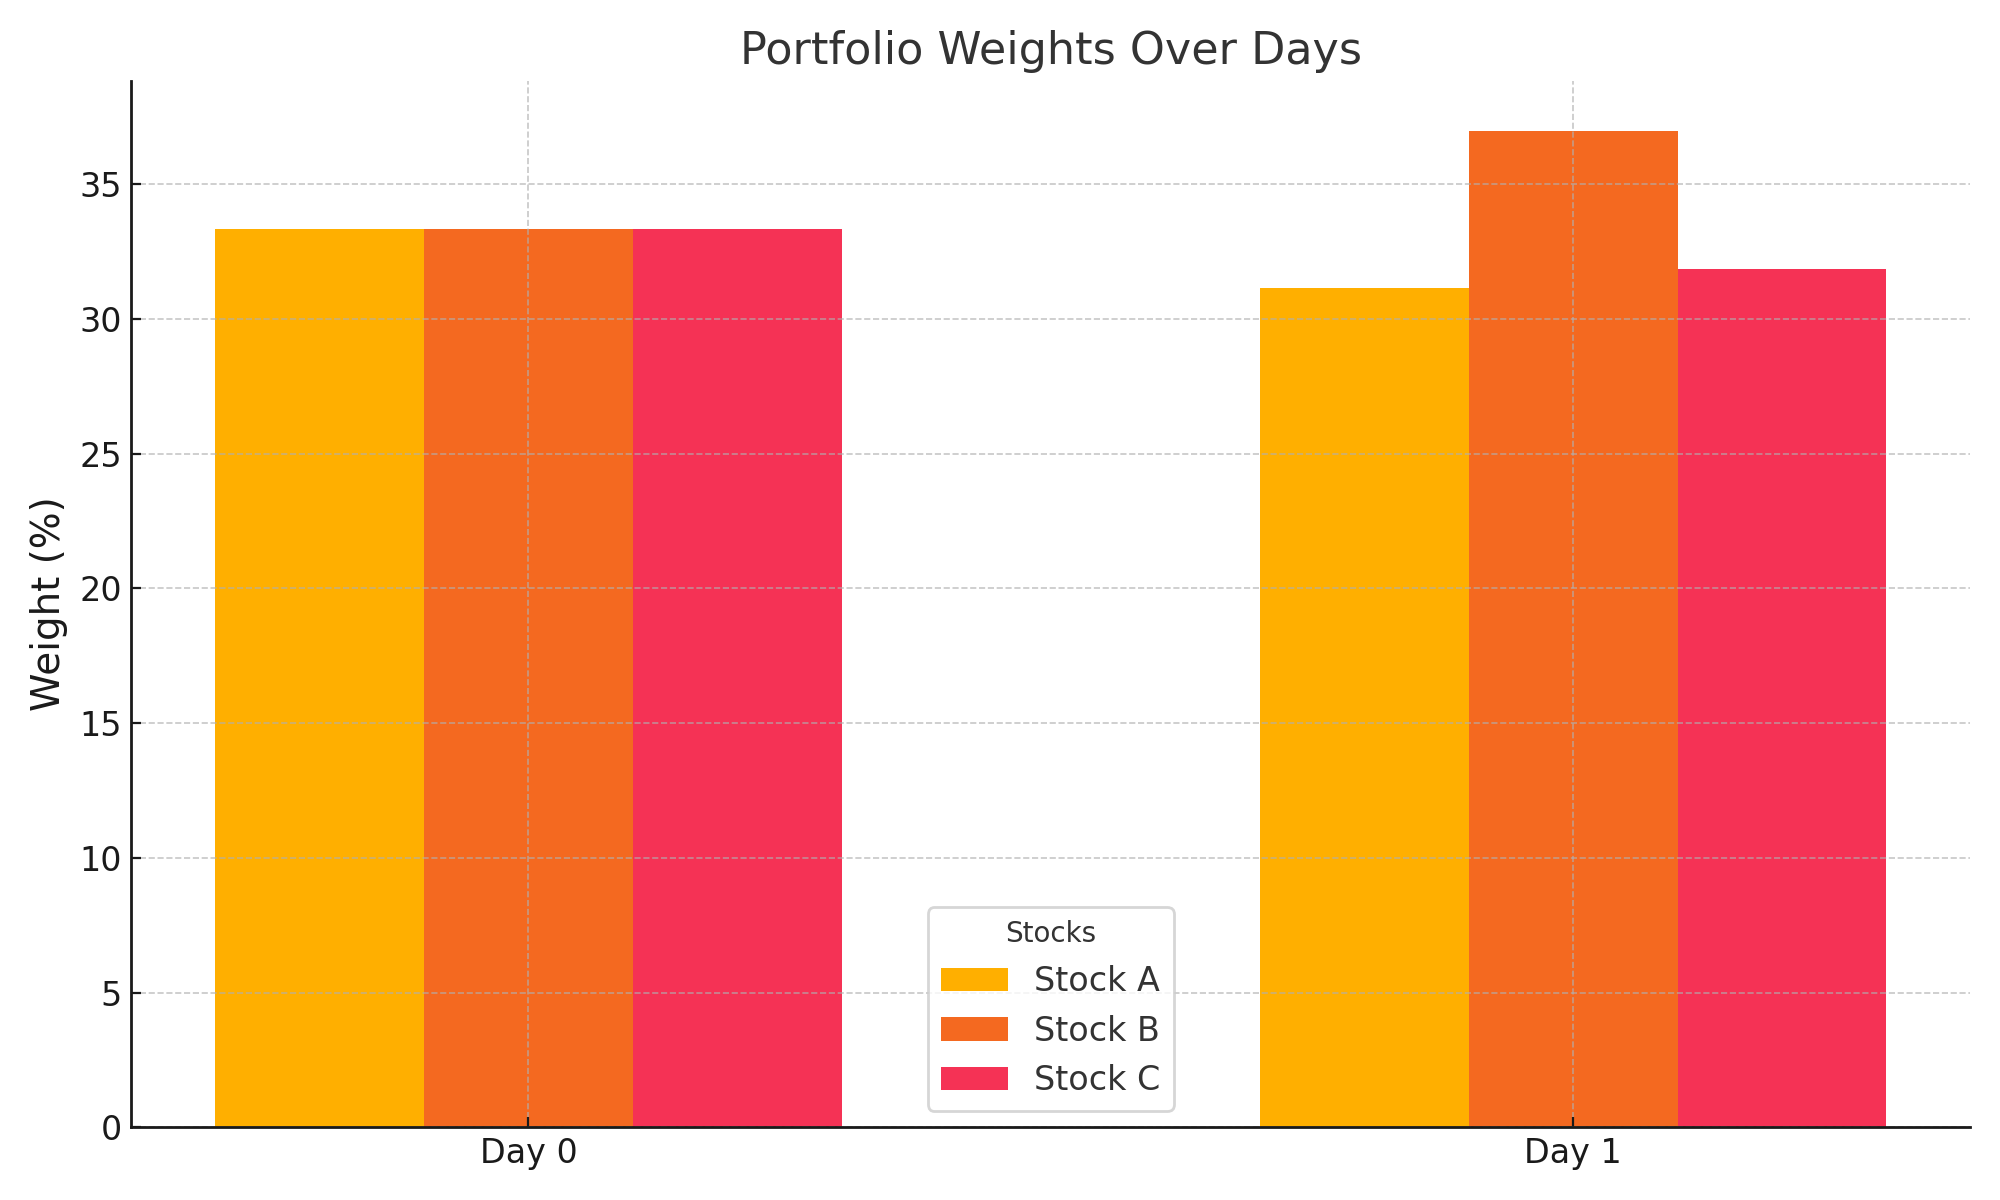 Portfolio Weights Over Days
Weight (%)
35
30
25
20
15
10
5
0
Stocks
Stock A
Stock B
Stock C
Day 0
Day 1